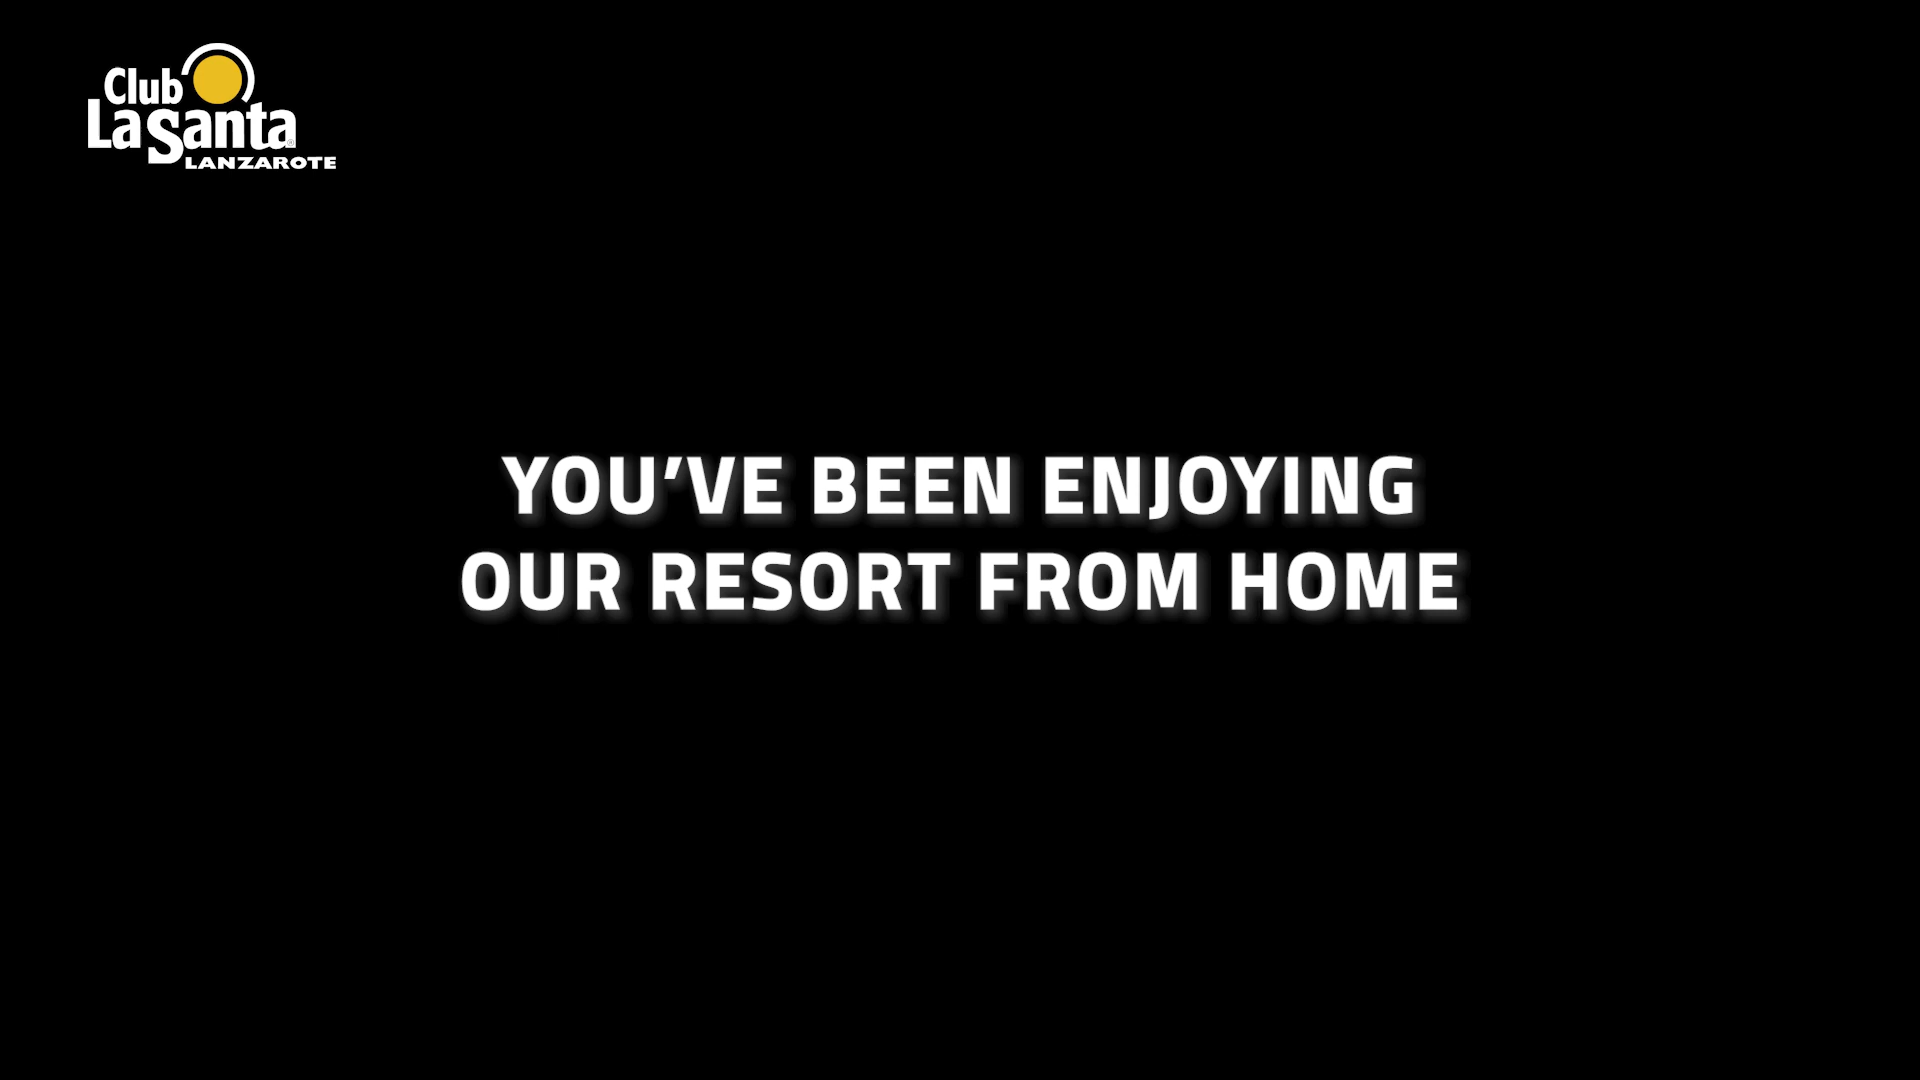 Club
LaSanta
LANZAROTE
YOU’VE BEEN ENJOYING
OUR RESORT FROM HOME